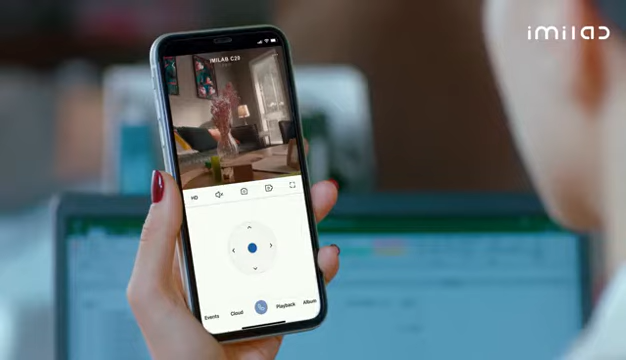 imilab
IMILAB C20
HD
Events
Cloud
Playback
Album